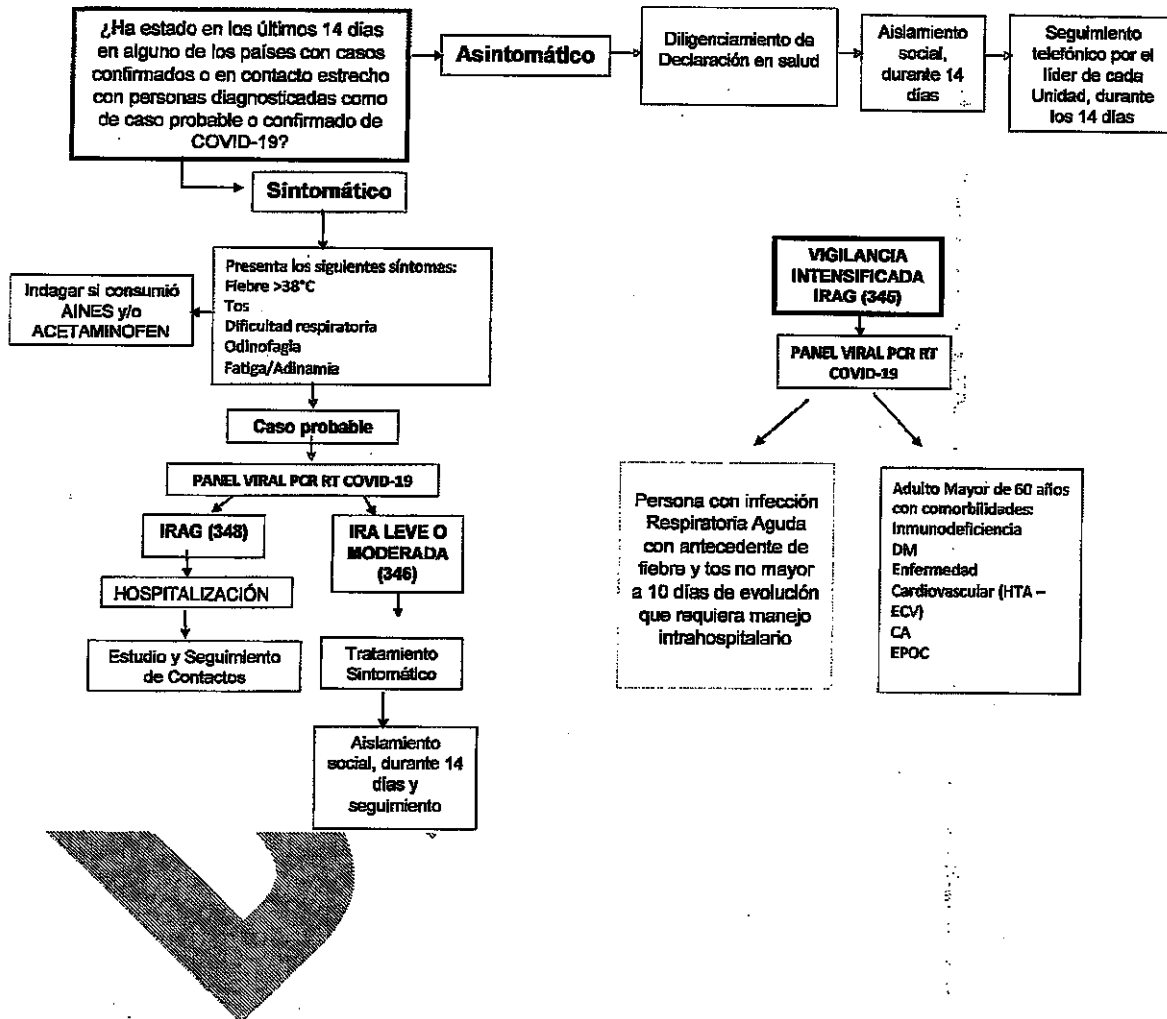 ¿Ha estado en los últimos 14 días
en alguno de los países con casos
confirmados o en contacto estrecho
con personas diagnosticadas como
de caso probable o confirmado de
COVID-19?
Asintomático
Diligenciamiento de
Declaración en salud
Aislamiento
social,
durante 14
días
Seguimiento
telefónico por el
líder de cada
Unidad, durante
los 14 días
Sintomático
Presenta los siguientes síntomas:
Fiebre >38°C
Tos
Dificultad respiratoria
Odinofagia
Fatiga/Adinamia
Indagar si consumió
AINES y/o
ACETAMINOFEN
Caso probable
PANEL VIRAL PCR RT COVID-19
IRAG (348)
HOSPITALIZACIÓN
Estudio y Seguimiento
de Contactos
IRA LEVE O
MODERADA
(346)
Tratamiento
Sintomático
Aislamiento
social, durante 14
días y
seguimiento
VIGILANCIA
INTENSIFICADA
IRAG (345)
PANEL VIRAL PCR RT
COVID-19
Persona con infección
Respiratoria Aguda
con antecedente de
fiebre y tos no mayor
a 10 días de evolución
que requiera manejo
intrahospitalario
Adulto Mayor de 60 años
con comorbilidades:
Inmunodeficiencia
DM
Enfermedad
Cardiovascular (HTA –
ECV)
CA
EPOC